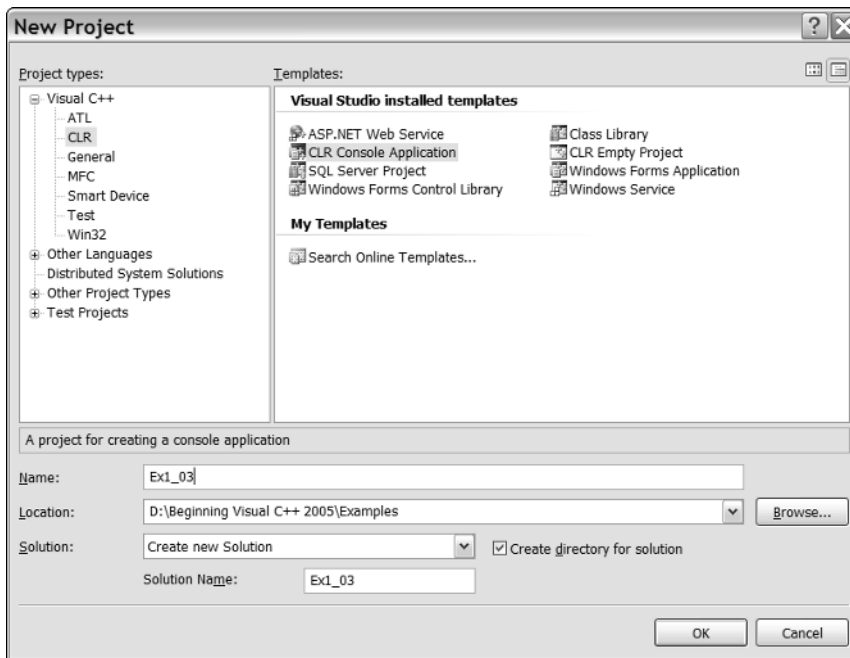 New Project
Project types:
Templates:
Visual C++
ATL
CLR
General
MFC
Smart Device
Test
Win32
Other Languages
Distributed System Solutions
Other Project Types
Test Projects
Visual Studio installed templates
ASP.NET Web Service
Class Library
CLR Console Application
CLR Empty Project
SQL Server Project
Windows Forms Application
Windows Forms Control Library
Windows Service
My Templates
Search Online Templates...
A project for creating a console application
Name: Ex1_03
Location: D:\Beginning Visual C++ 2005\Examples Browse...
Solution: Create new Solution Create directory for solution
Solution Name: Ex1_03
OK Cancel